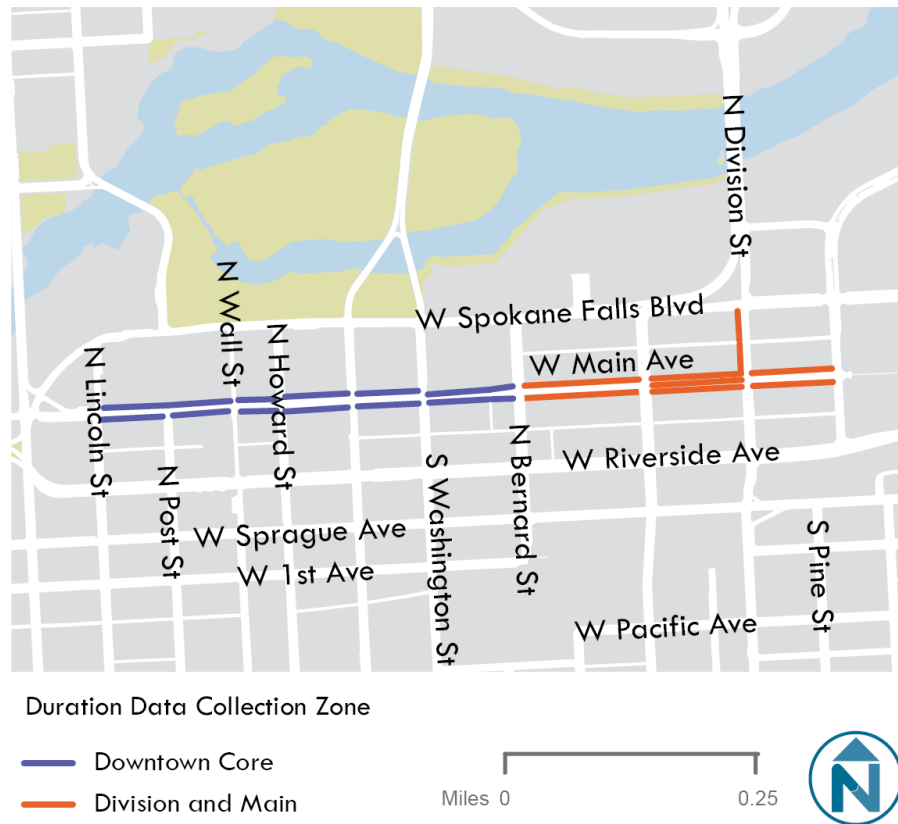 N Division St
W Spokane Falls Blvd
N Wall St
N Howard St
W Main Ave
N Lincoln St
N Post St
N Bernard St
W Riverside Ave
S Washington St
W Sprague Ave
W 1st Ave
S Pine St
W Pacific Ave
Duration Data Collection Zone
Downtown Core
Division and Main
Miles 0 0.25
N